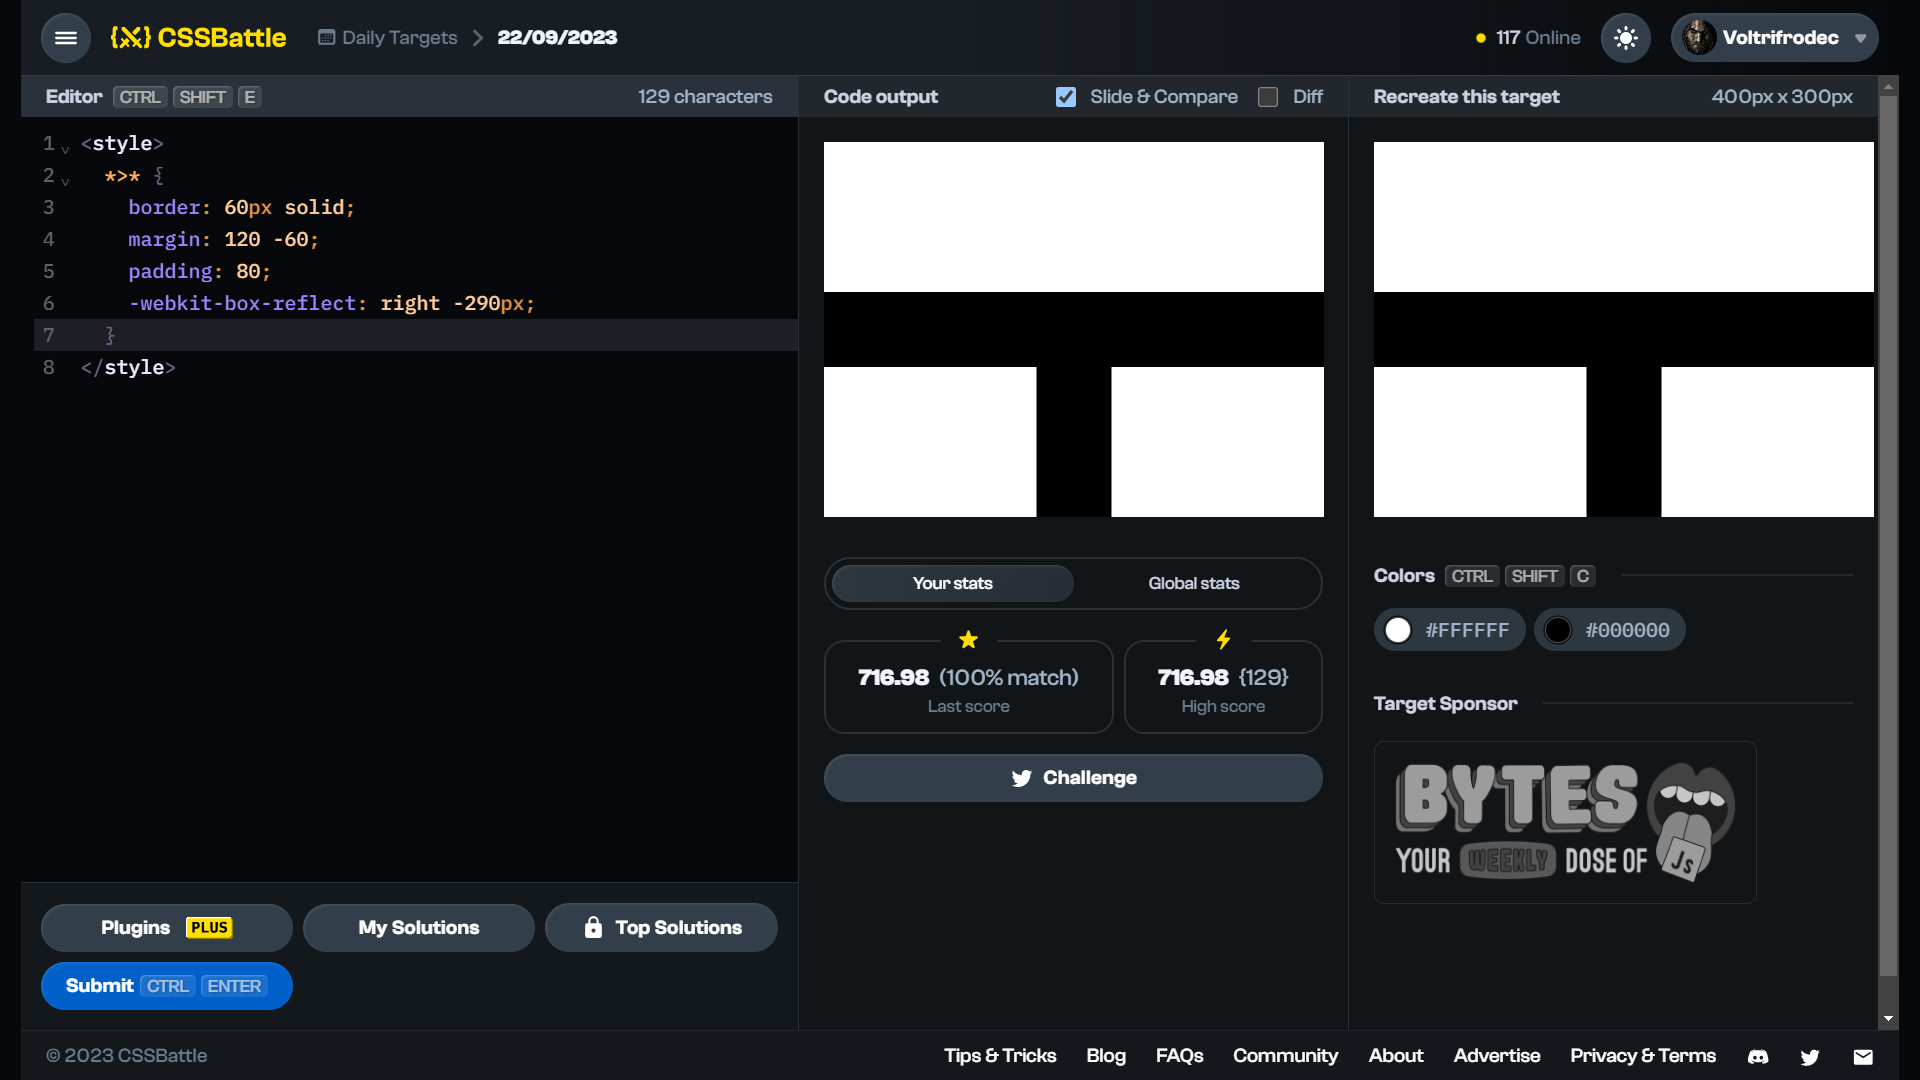 {X} CSSBattle
Daily Targets
22/09/2023
117 Online
Voltrifrodec
Editor CTRL SHIFT E
129 characters
1 <style>
2 *>* {
3 border: 60px solid;
4 margin: 120 -60;
5 padding: 80;
6 -webkit-box-reflect: right -290px;
7 }
8 </style>
Plugins PLUS
My Solutions
Top Solutions
Submit CTRL ENTER
Code output
Slide & Compare
Diff
Your stats
Global stats
716.98 (100% match)
Last score
716.98 {129}
High score
Challenge
Recreate this target
400px x 300px
Colors CTRL SHIFT C
#FFFFFF
#000000
Target Sponsor
BYTES
YOUR WEEKLY DOSE OF JS
© 2023 CSSBattle
Tips & Tricks
Blog
FAQs
Community
About
Advertise
Privacy & Terms